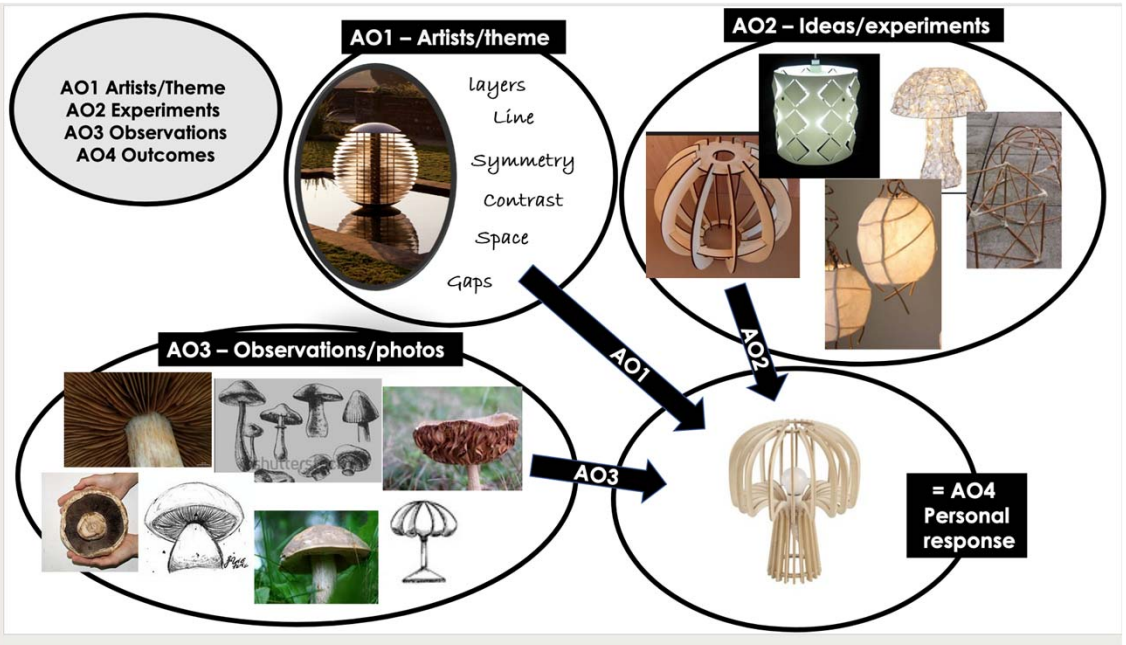 AO1 Artists/Theme
AO2 Experiments
AO3 Observations
AO4 Outcomes
AO1 – Artists/theme
layers
Line
Symmetry
Contrast
Space
Gaps
AO2 – Ideas/experiments
AO3 – Observations/photos
AO1
AO2
AO3
= AO4
Personal
response